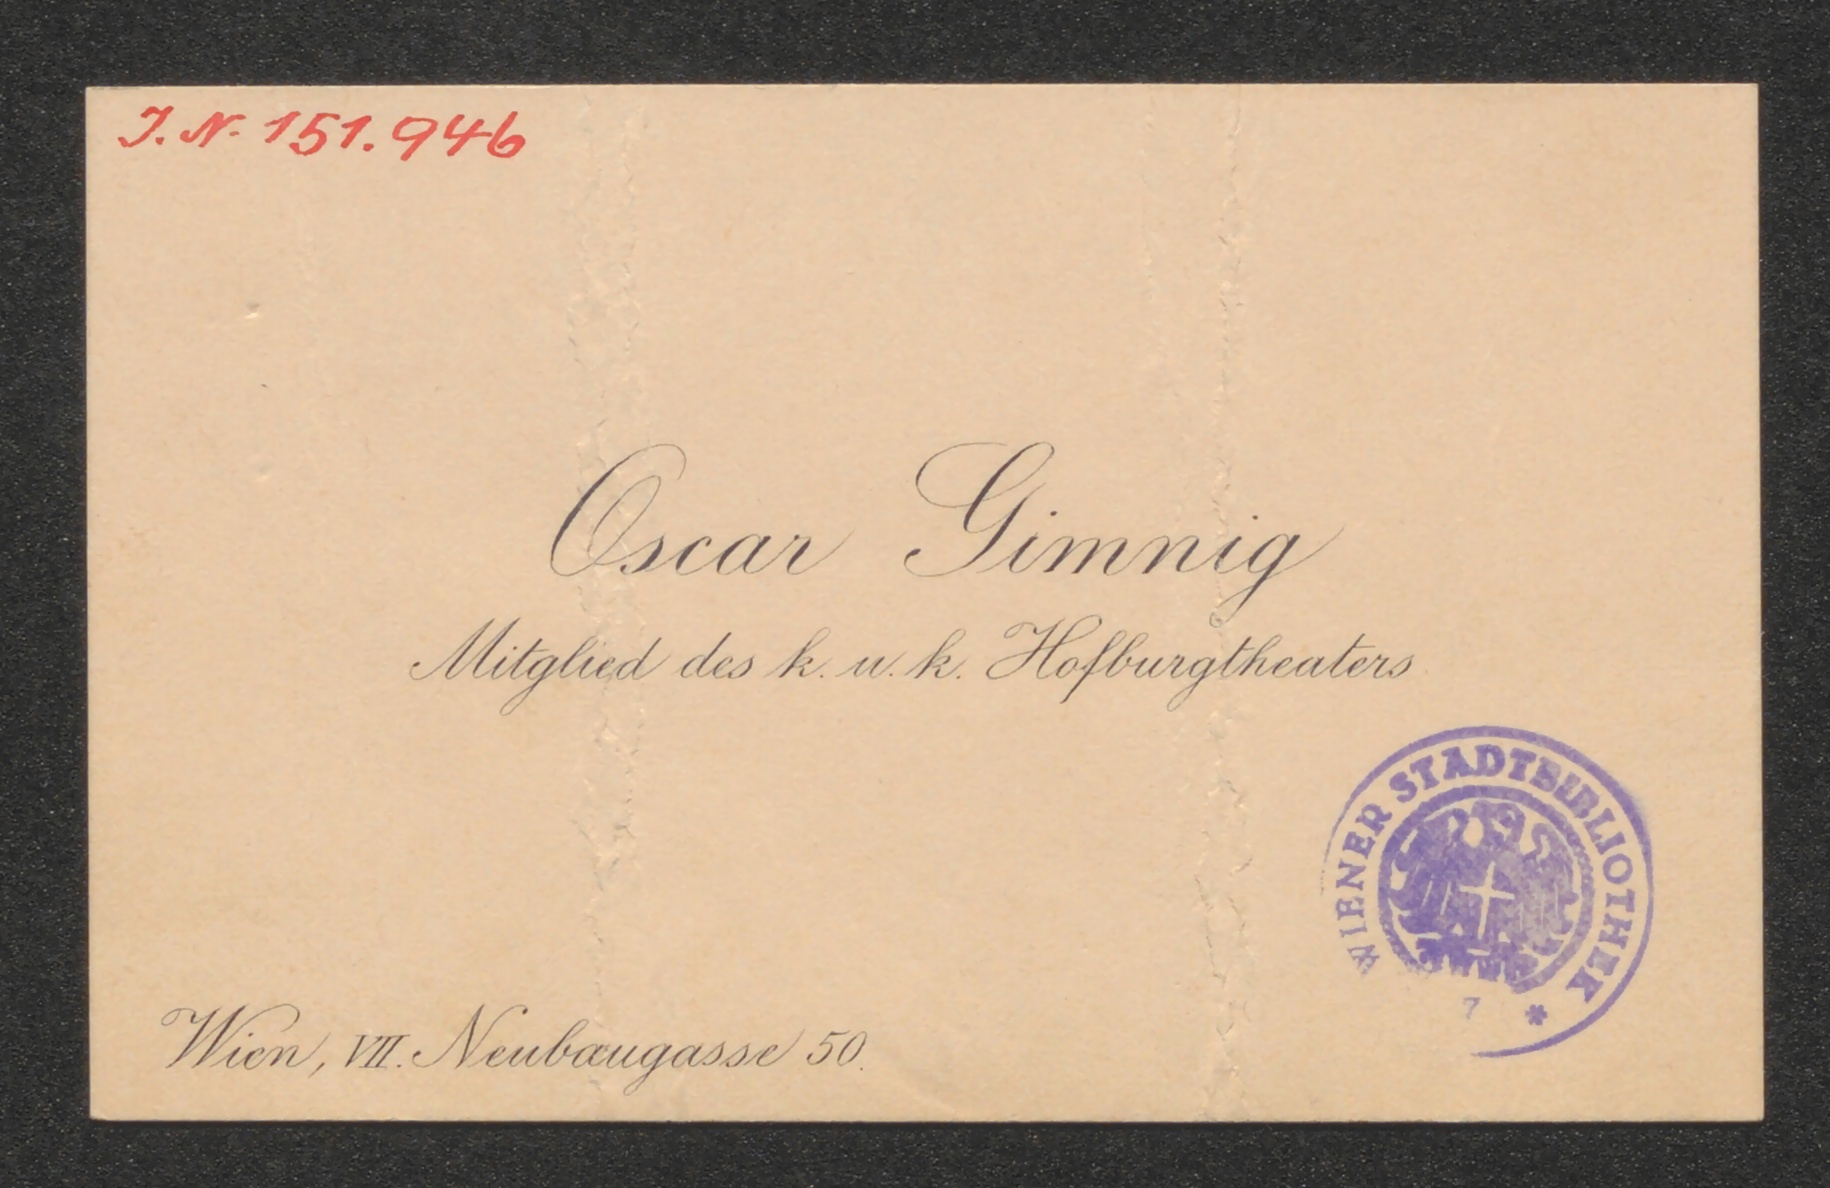 J. N. 151.946
Oscar Gimnig
Mitglied des k. u. k. Hofburgtheaters
WIENER STADTBIBLIOTHEK *
7
Wien, VII. Neubaugasse 50.